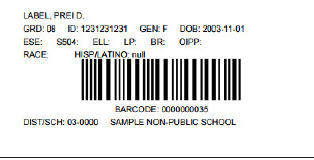 LABEL, PREI D.
GRD: 08 ID: 1231231231 GEN: F DOB: 2003-11-01
ESE: S504: ELL: LP: BR: OIPP:
RACE: HISP/LATINO: null
BARCODE: 0000000035
DIST/SCH: 03-0000 SAMPLE NON-PUBLIC SCHOOL